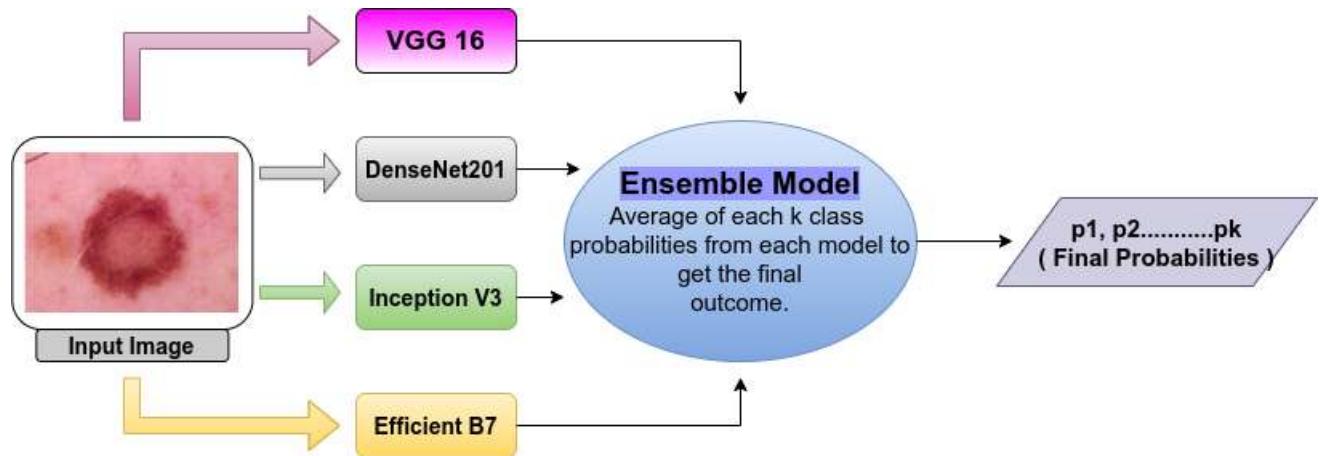 VGG 16
DenseNet201
Inception V3
Efficient B7
Input Image
Ensemble Model
Average of each k class
probabilities from each model to
get the final
outcome.
p1, p2...........pk
( Final Probabilities )